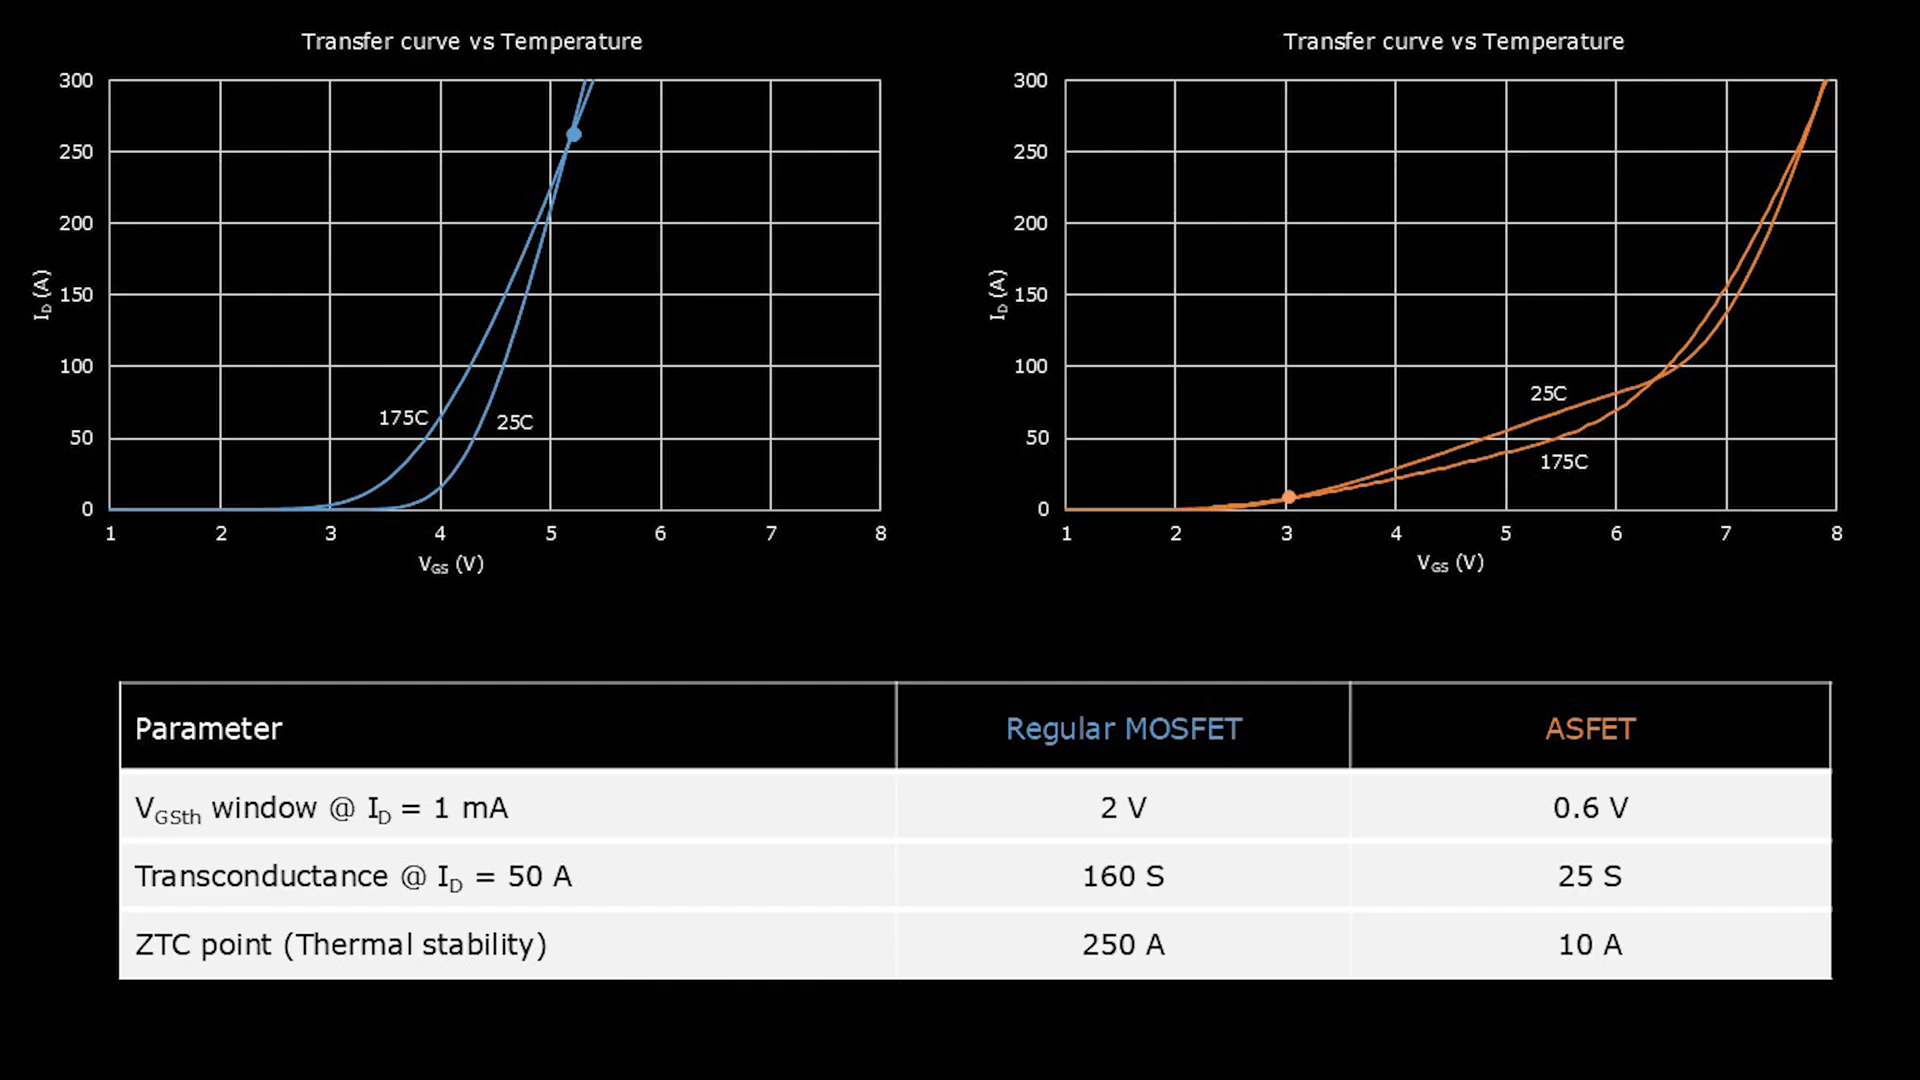 Transfer curve vs Temperature
300
250
200
150
100
50
0
I_D (A)
175C
25C
1 2 3 4 5 6 7 8
V_GS (V)
Transfer curve vs Temperature
300
250
200
150
100
50
0
I_D (A)
25C
175C
1 2 3 4 5 6 7 8
V_GS (V)
Parameter Regular MOSFET ASFET
V_GSth window @ I_D = 1 mA 2 V 0.6 V
Transconductance @ I_D = 50 A 160 S 25 S
ZTC point (Thermal stability) 250 A 10 A